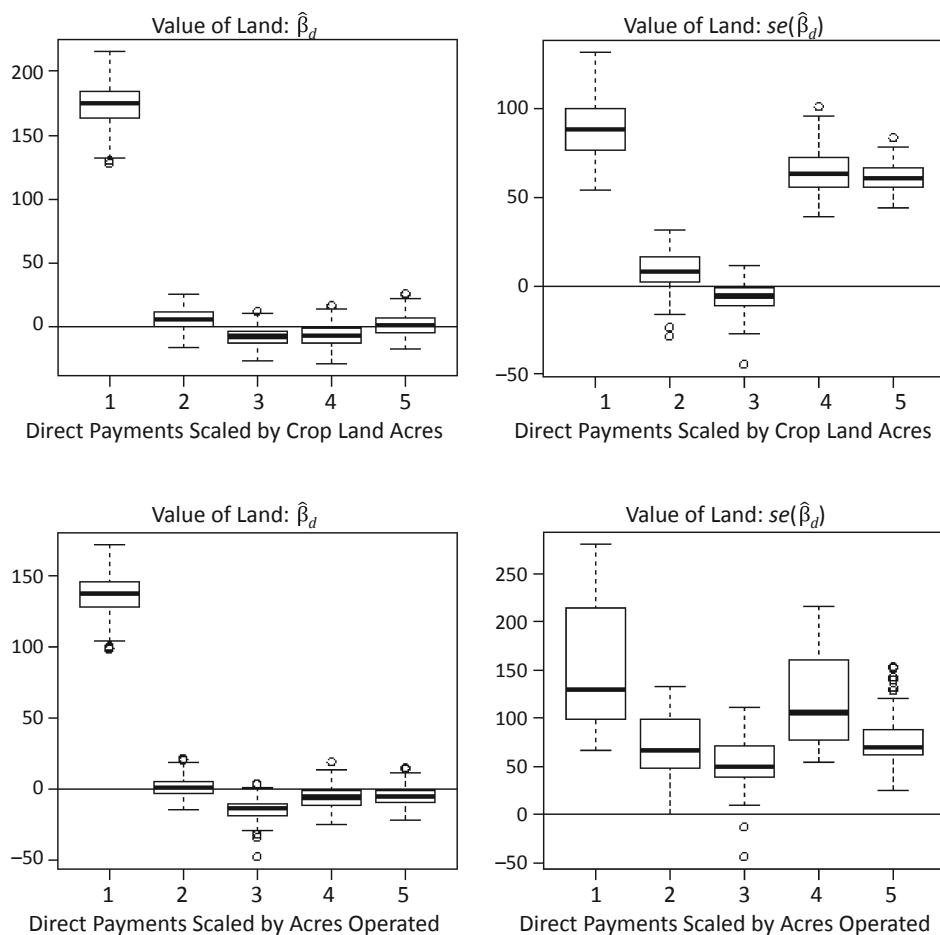 Value of Land: β̂d
200
150
100
50
0
1 2 3 4 5
Direct Payments Scaled by Crop Land Acres
Value of Land: se(β̂d)
100
50
0
–50
1 2 3 4 5
Direct Payments Scaled by Crop Land Acres
Value of Land: β̂d
150
100
50
0
–50
1 2 3 4 5
Direct Payments Scaled by Acres Operated
Value of Land: se(β̂d)
250
200
150
100
50
0
–50
1 2 3 4 5
Direct Payments Scaled by Acres Operated